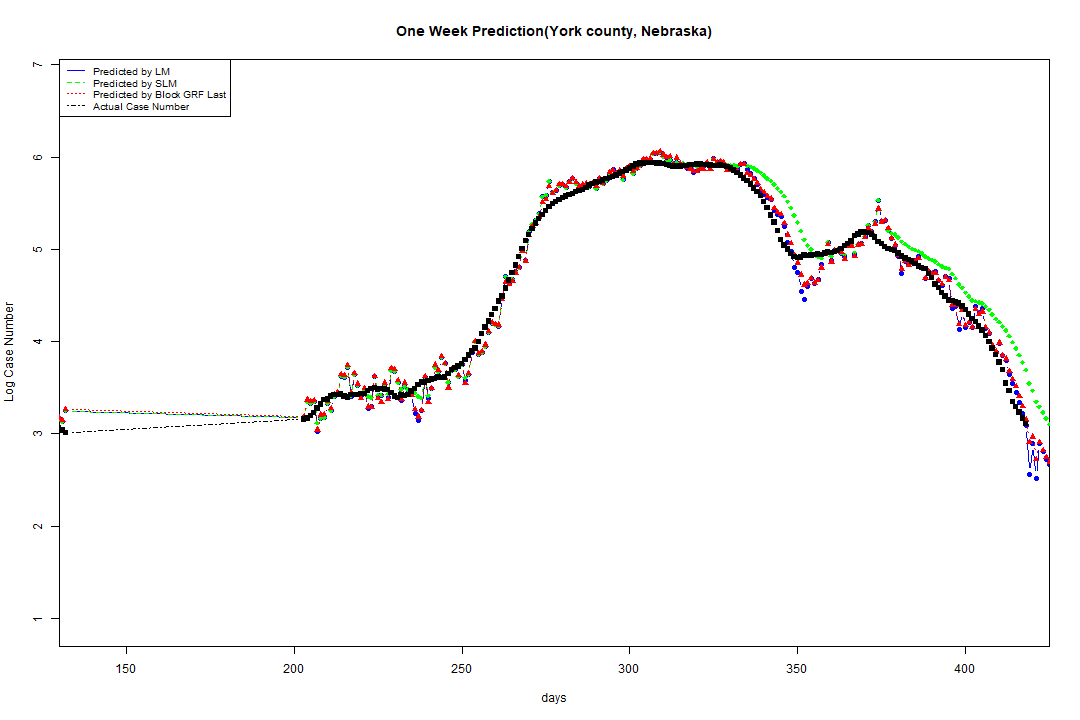 One Week Prediction(York county, Nebraska)
Predicted by LM
Predicted by SLM
Predicted by Block GRF Last
Actual Case Number
Log Case Number
7
6
5
4
3
2
1
150 200 250 300 350 400
days